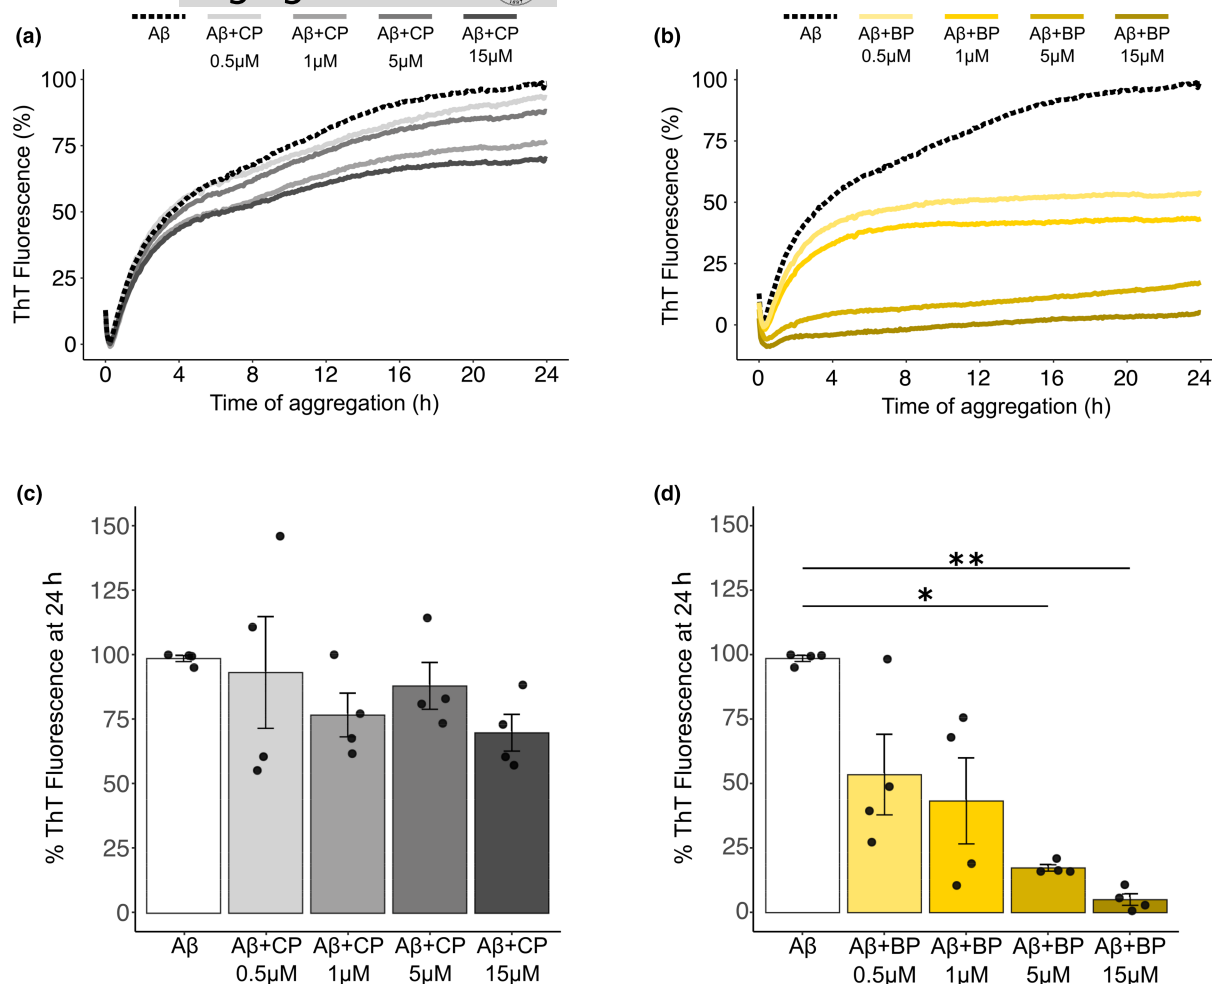 (a)
Aβ
Aβ+CP
0.5μM
Aβ+CP
1μM
Aβ+CP
5μM
Aβ+CP
15μM
ThT Fluorescence (%)
100
75
50
25
0
0 4 8 12 16 20 24
Time of aggregation (h)
(b)
Aβ
Aβ+BP
0.5μM
Aβ+BP
1μM
Aβ+BP
5μM
Aβ+BP
15μM
ThT Fluorescence (%)
100
75
50
25
0
0 4 8 12 16 20 24
Time of aggregation (h)
(c)
% ThT Fluorescence at 24 h
150
125
100
75
50
25
0
Aβ
Aβ+CP
0.5μM
Aβ+CP
1μM
Aβ+CP
5μM
Aβ+CP
15μM
(d)
% ThT Fluorescence at 24 h
150
125
100
75
50
25
0
**
*
Aβ
Aβ+BP
0.5μM
Aβ+BP
1μM
Aβ+BP
5μM
Aβ+BP
15μM